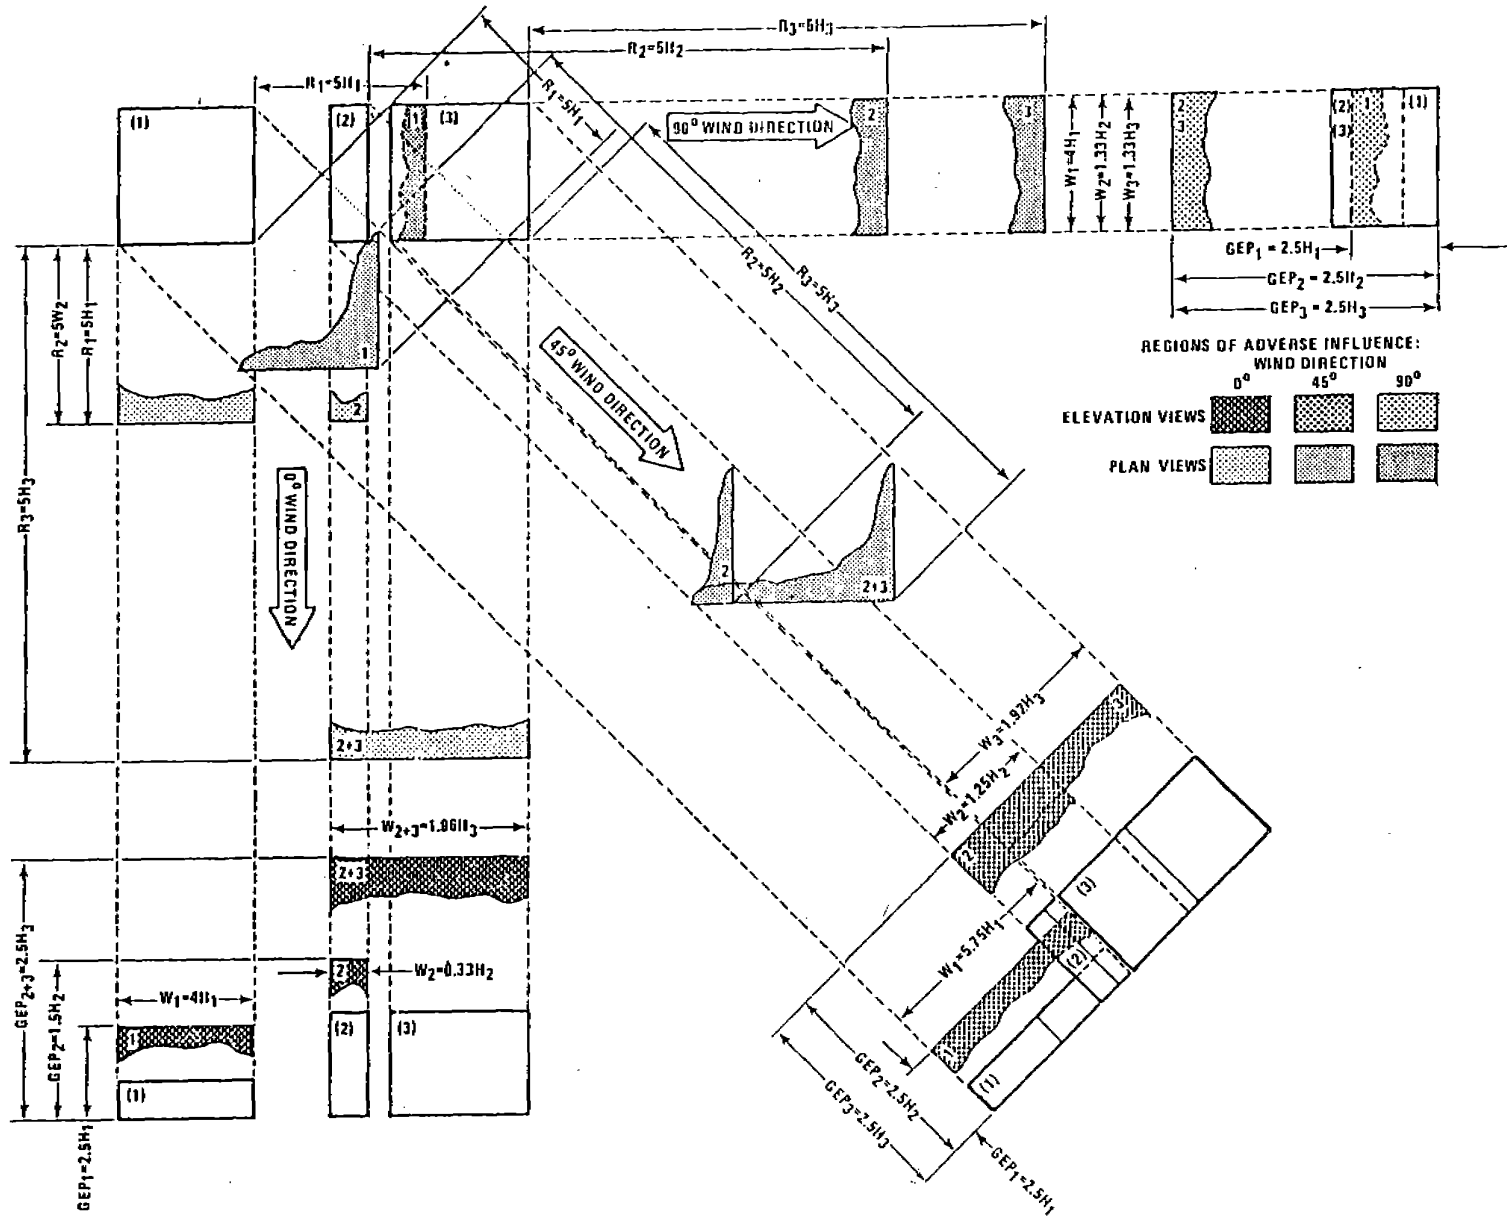 R3=5H3
R2=5H2
R1=5H1
R1=5H1
(1)
(2)
1
(3)
90° WIND DIRECTION
2
3
W1=4H1
W2=1.33H2
W3=1.33H3
2
3
(2)
(3)
1
(1)
GEP1 = 2.5H1
GEP2 = 2.5H2
GEP3 = 2.5H3
R2=5H2
R3=5H3
R2=5W2
R1=5H1
R3=5H3
1
2
45° WIND DIRECTION
0° WIND DIRECTION
REGIONS OF ADVERSE INFLUENCE:
WIND DIRECTION
0° 45° 90°
ELEVATION VIEWS
PLAN VIEWS
2
2+3
2+3
W2+3=1.96H3
2+3
W3=1.92H3
W2=1.25H2
3
2
(3)
W1=5.75H1
(2)
1
(1)
GEP2+3=2.5H3
GEP2=1.5H2
GEP1=2.5H1
2
W2=0.33H2
W1=4H1
1
(1)
(2)
(3)
GEP2=2.5H2
GEP3=2.5H3
GEP1=2.5H1